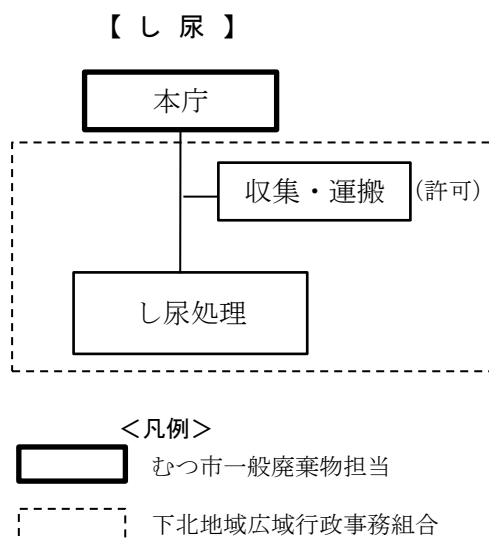 【 し 尿 】
本庁
収集・運搬 (許可)
し尿処理
＜凡例＞
むつ市一般廃棄物担当
下北地域広域行政事務組合